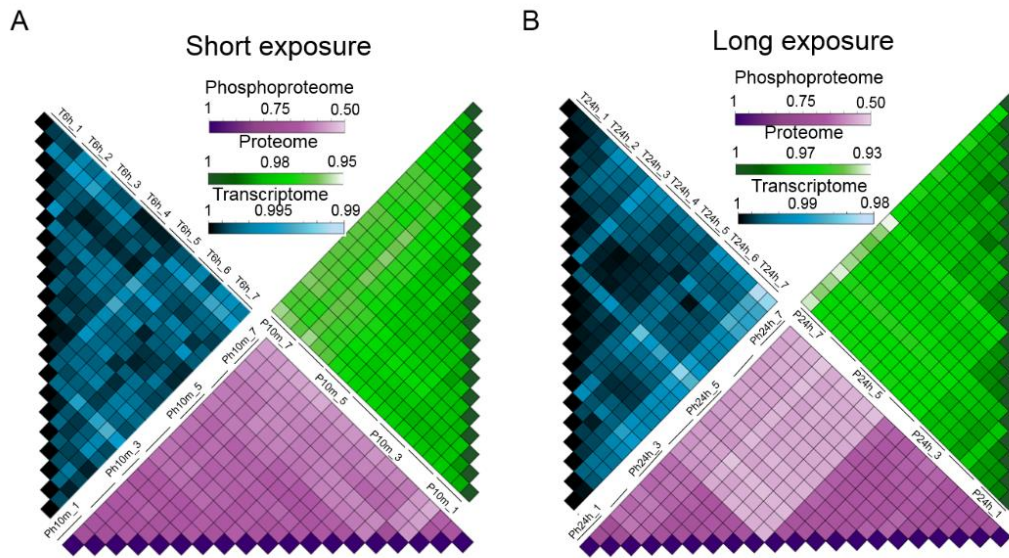 A
Short exposure
Phosphoproteome
1 0.75 0.50
Proteome
1 0.98 0.95
Transcriptome
1 0.995 0.99
T6h_1
T6h_2
T6h_3
T6h_4
T6h_5
T6h_6
T6h_7
P10m_7
P10m_5
P10m_3
P10m_1
Ph10m_7
Ph10m_5
Ph10m_3
Ph10m_1
B
Long exposure
Phosphoproteome
1 0.75 0.50
Proteome
1 0.97 0.93
Transcriptome
1 0.99 0.98
T24h_1
T24h_2
T24h_3
T24h_4
T24h_5
T24h_6
T24h_7
P24h_7
P24h_5
P24h_3
P24h_1
Ph24h_7
Ph24h_5
Ph24h_3
Ph24h_1